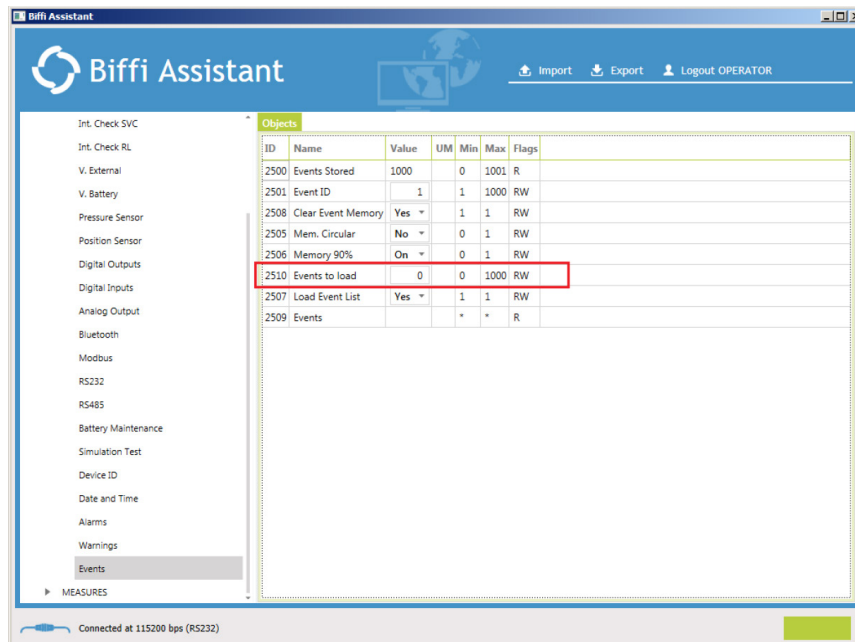 Biffi Assistant
Biffi Assistant
Import Export Logout OPERATOR
Int. Check SVC
Int. Check RL
V. External
V. Battery
Pressure Sensor
Position Sensor
Digital Outputs
Digital Inputs
Analog Output
Bluetooth
Modbus
RS232
RS485
Battery Maintenance
Simulation Test
Device ID
Date and Time
Alarms
Warnings
Events
MEASURES
Objects
ID Name Value UM Min Max Flags
2500 Events Stored 1000 0 1001 R
2501 Event ID 1 1 1000 RW
2508 Clear Event Memory Yes 1 1 RW
2505 Mem. Circular No 0 1 RW
2506 Memory 90% On 0 1 RW
2510 Events to load 0 0 1000 RW
2507 Load Event List Yes 1 1 RW
2509 Events * * R
Connected at 115200 bps (RS232)